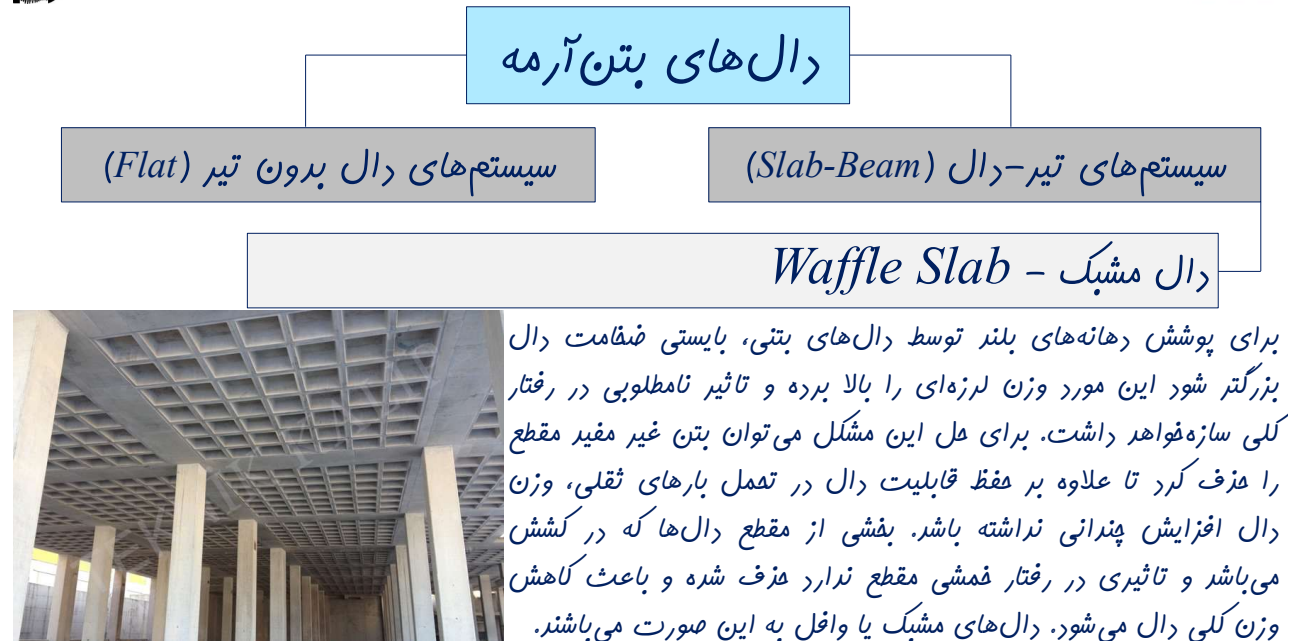 دال‌های بتن‌آرمه
سیستم‌های تیر-دال (Slab-Beam)
سیستم‌های دال بدون تیر (Flat)
دال مشبک - Waffle Slab
برای پوشش دهانه‌های بلند توسط دال‌های بتنی، بایستی ضخامت دال
بزرگتر شود این مورد وزن لرزه‌ای را بالا برده و تاثیر نامطلوبی در رفتار
کلی سازه‌خواهد داشت. برای حل این مشکل می‌توان بتن غیر مفید مقطع
را حذف کرد تا علاوه بر حفظ قابلیت دال در تحمل بارهای ثقلی، وزن
دال افزایش چندانی نداشته باشد. بخشی از مقطع دال‌ها که در کشش
می‌باشد و تاثیری در رفتار خمشی مقطع ندارد حذف شده و باعث کاهش
وزن کلی دال می‌شود. دال‌های مشبک یا وافل به این صورت می‌باشند.